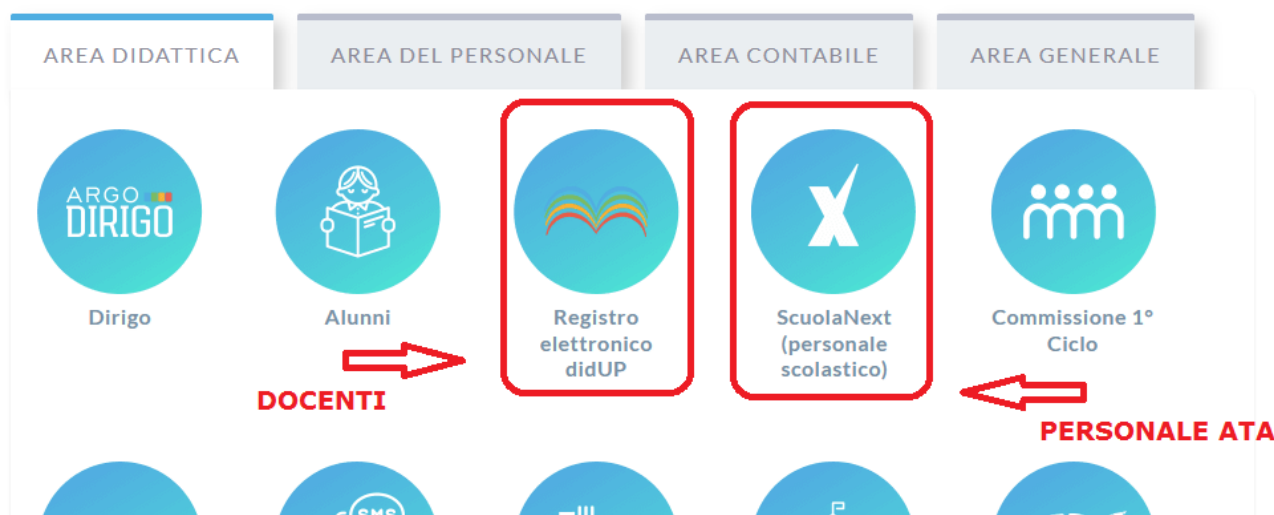 AREA DIDATTICA
AREA DEL PERSONALE
AREA CONTABILE
AREA GENERALE
ARGO
DIRIGO
Dirigo
Alunni
Registro
elettronico
didUP
ScuolaNext
(personale
scolastico)
Commissione 1°
Ciclo
DOCENTI
PERSONALE ATA
SMS